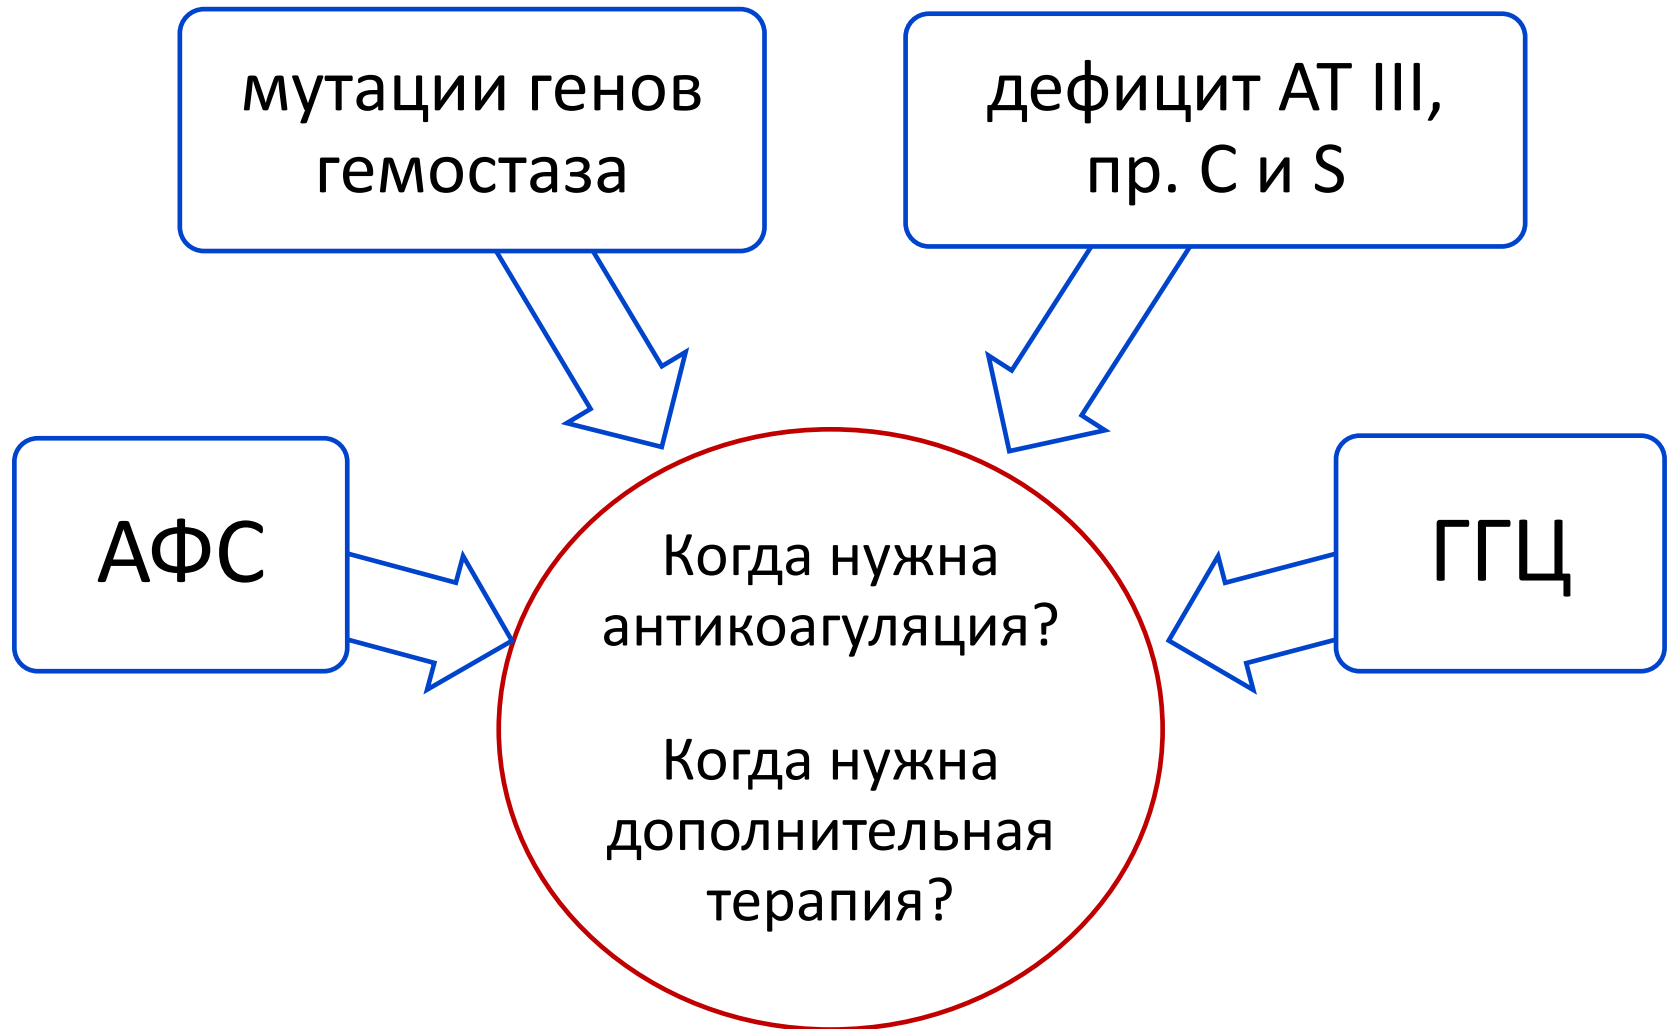 мутации генов
гемостаза
дефицит АТ III,
пр. С и S
АФС
ГГЦ
Когда нужна
антикоагуляция?
Когда нужна
дополнительная
терапия?